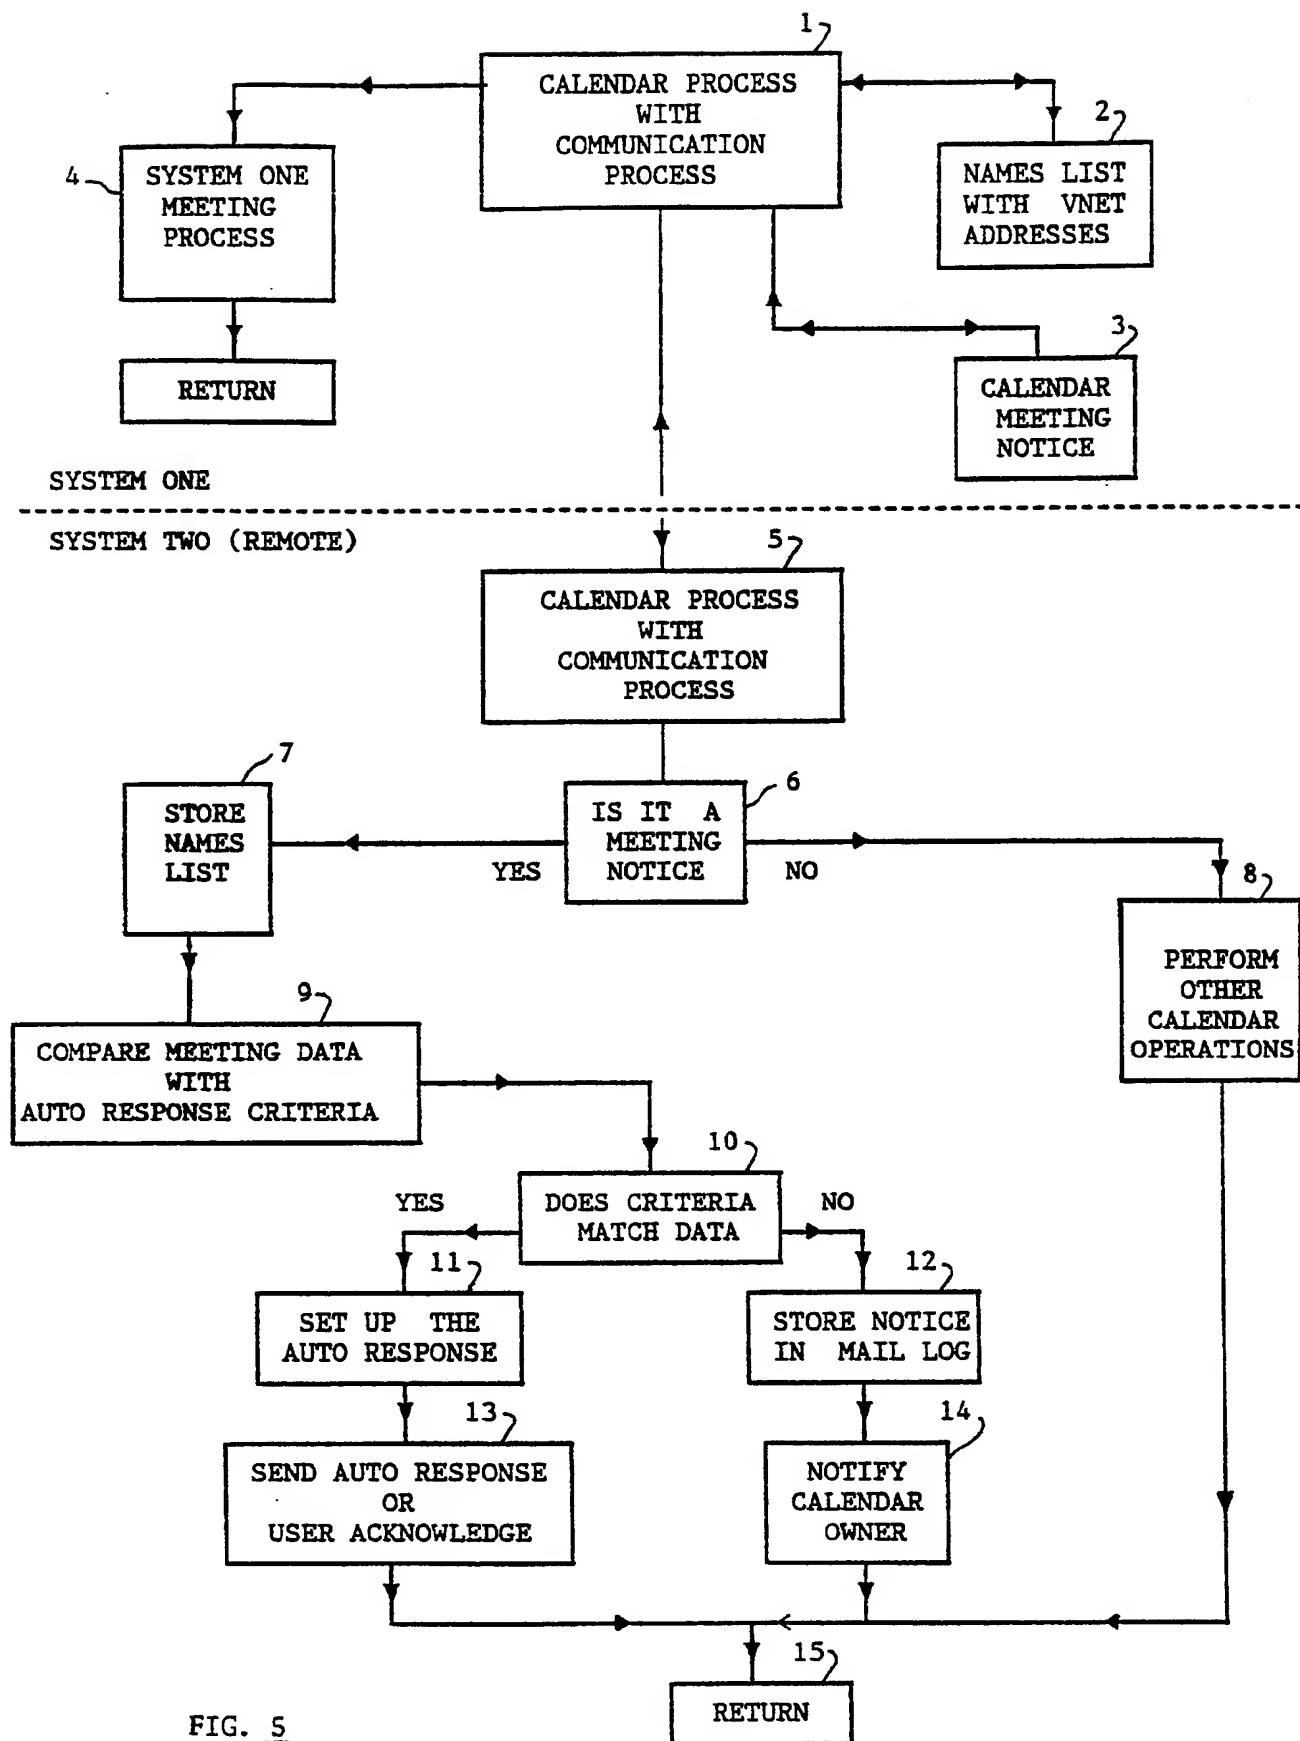 1
CALENDAR PROCESS
WITH
COMMUNICATION
PROCESS
2
NAMES LIST
WITH VNET
ADDRESSES
4
SYSTEM ONE
MEETING
PROCESS
3
CALENDAR
MEETING
NOTICE
RETURN
SYSTEM ONE
SYSTEM TWO (REMOTE)
5
CALENDAR PROCESS
WITH
COMMUNICATION
PROCESS
7
STORE
NAMES
LIST
6
IS IT A
MEETING
NOTICE
YES
NO
8
PERFORM
OTHER
CALENDAR
OPERATIONS
9
COMPARE MEETING DATA
WITH
AUTO RESPONSE CRITERIA
10
DOES CRITERIA
MATCH DATA
YES
NO
11
SET UP THE
AUTO RESPONSE
12
STORE NOTICE
IN MAIL LOG
13
SEND AUTO RESPONSE
OR
USER ACKNOWLEDGE
14
NOTIFY
CALENDAR
OWNER
15
RETURN
FIG. 5